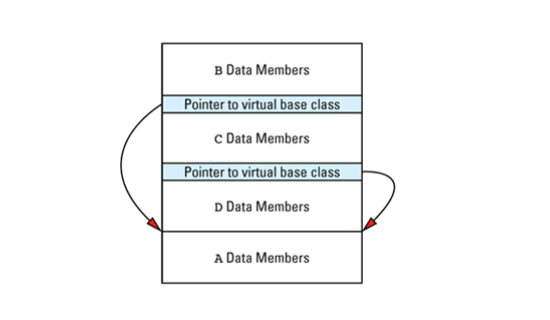 B Data Members
Pointer to virtual base class
C Data Members
Pointer to virtual base class
D Data Members
A Data Members